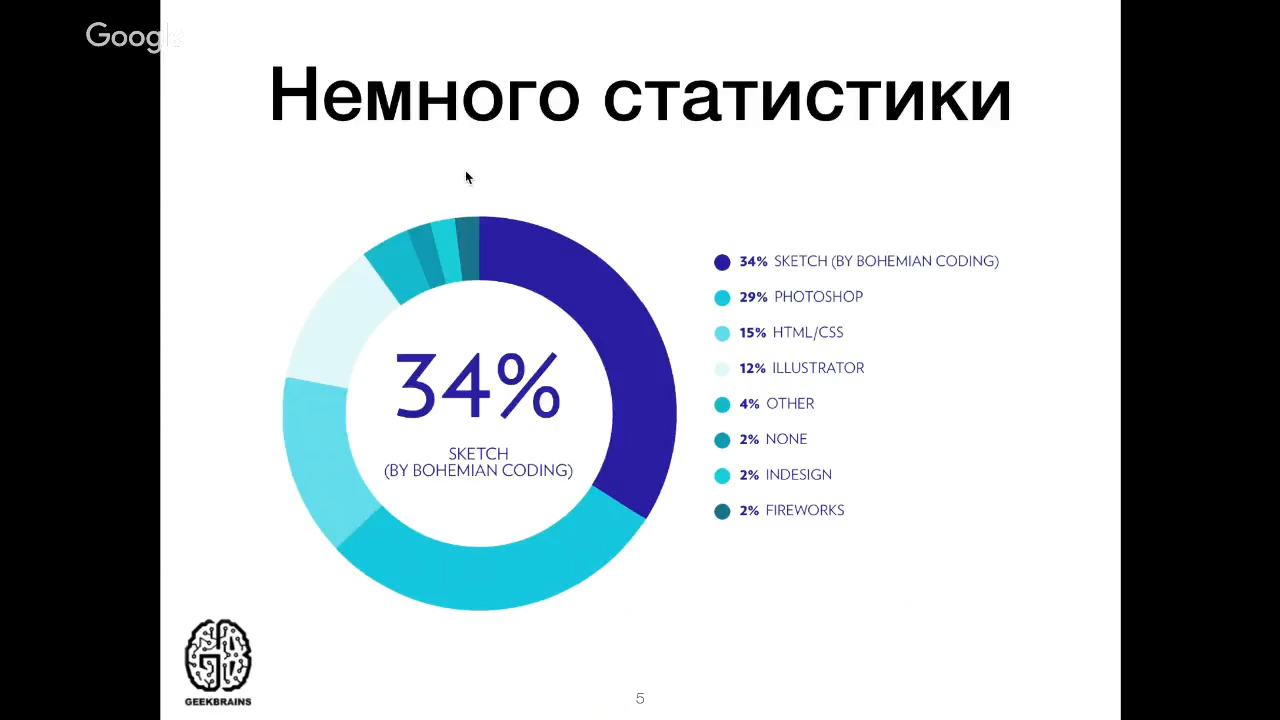 Google
Немного статистики
34%
SKETCH
(BY BOHEMIAN CODING)
34% SKETCH (BY BOHEMIAN CODING)
29% PHOTOSHOP
15% HTML/CSS
12% ILLUSTRATOR
4% OTHER
2% NONE
2% INDESIGN
2% FIREWORKS
GEEKBRAINS
5